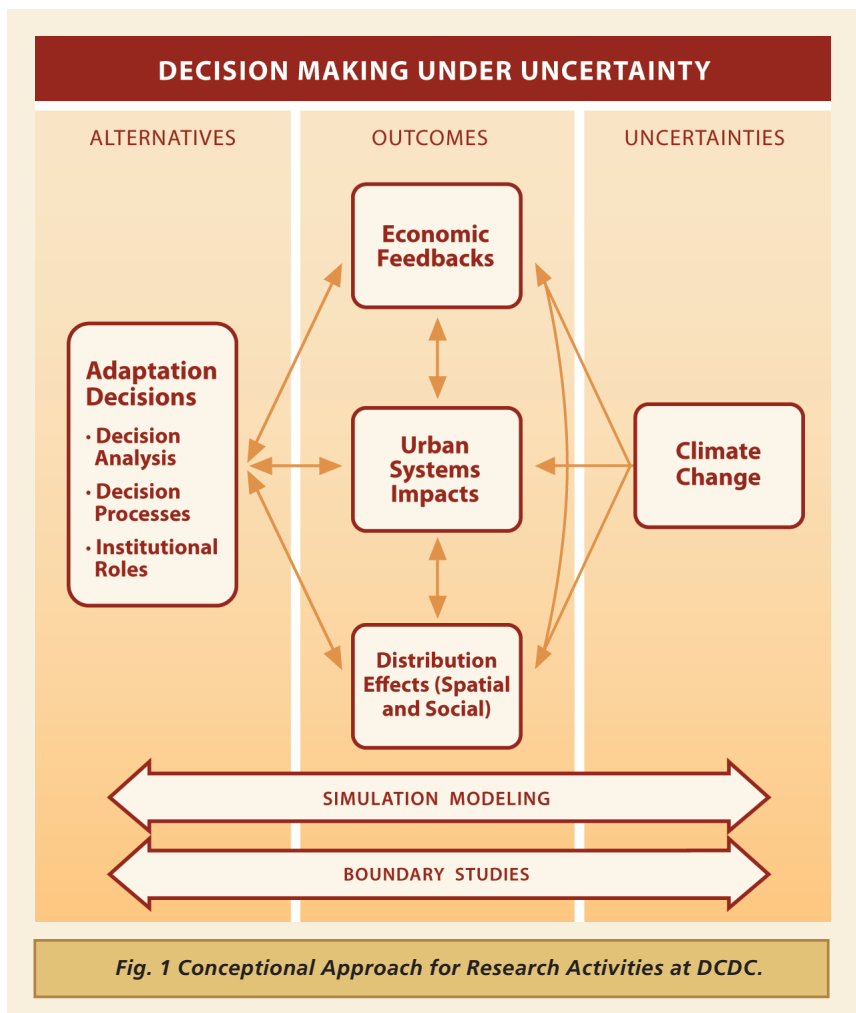 DECISION MAKING UNDER UNCERTAINTY
ALTERNATIVES
OUTCOMES
UNCERTAINTIES
Economic
Feedbacks
Adaptation
Decisions
· Decision
Analysis
· Decision
Processes
· Institutional
Roles
Urban
Systems
Impacts
Climate
Change
Distribution
Effects (Spatial
and Social)
SIMULATION MODELING
BOUNDARY STUDIES
Fig. 1 Conceptual Approach for Research Activities at DCDC.